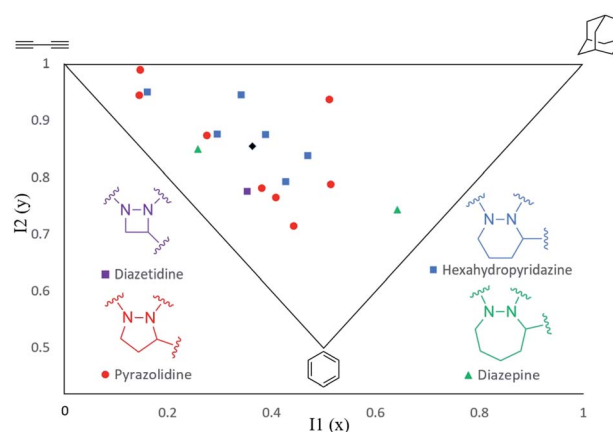 1
0.9
0.8
0.7
0.6
0.5
I2 (y)
0
0.2
0.4
0.6
0.8
1
I1 (x)
N N
Diazetidine
N N
Pyrazolidine
N N
Hexahydropyridazine
N N
Diazepine